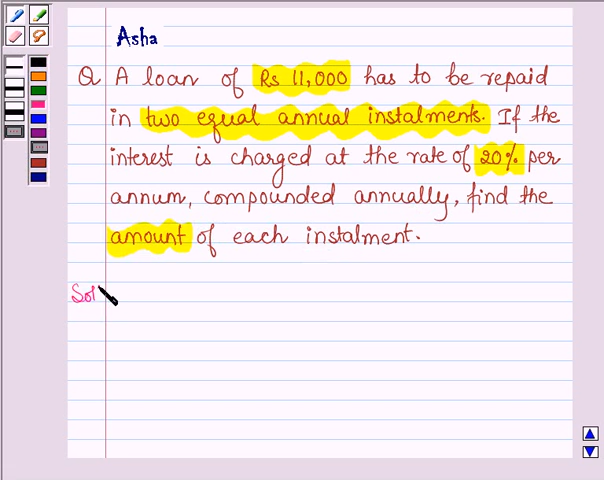 Asha
Q A loan of Rs 11,000 has to be repaid
in two equal annual instalments. If the
interest is charged at the rate of 20% per
annum, compounded annually, find the
amount of each instalment.
Sol